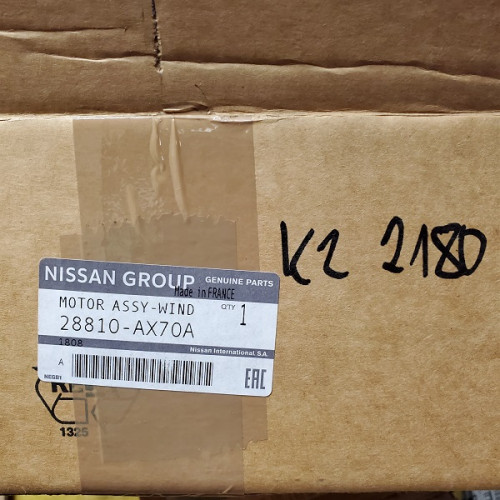 K2 2180
NISSAN GROUP GENUINE PARTS
Made in FRANCE
MOTOR ASSY-WIND QTY 1
28810-AX70A
1808
Nissan International S.A.
A
NEGB1
EAC
1325